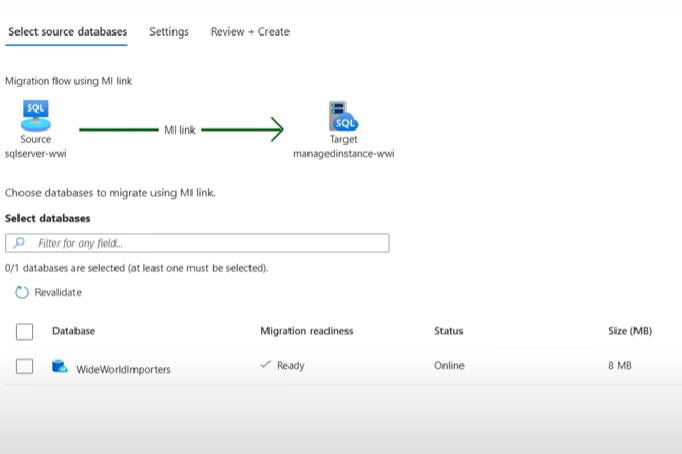 Select source databases Settings Review + Create
Migration flow using MI link
SQL
SQL
MI link
Source
Target
sqlserver-wwi
managedinstance-wwi
Choose databases to migrate using MI link.
Select databases
Filter for any field...
0/1 databases are selected (at least one must be selected).
Revalidate
Database Migration readiness Status Size (MB)
WideWorldImporters Ready Online 8 MB